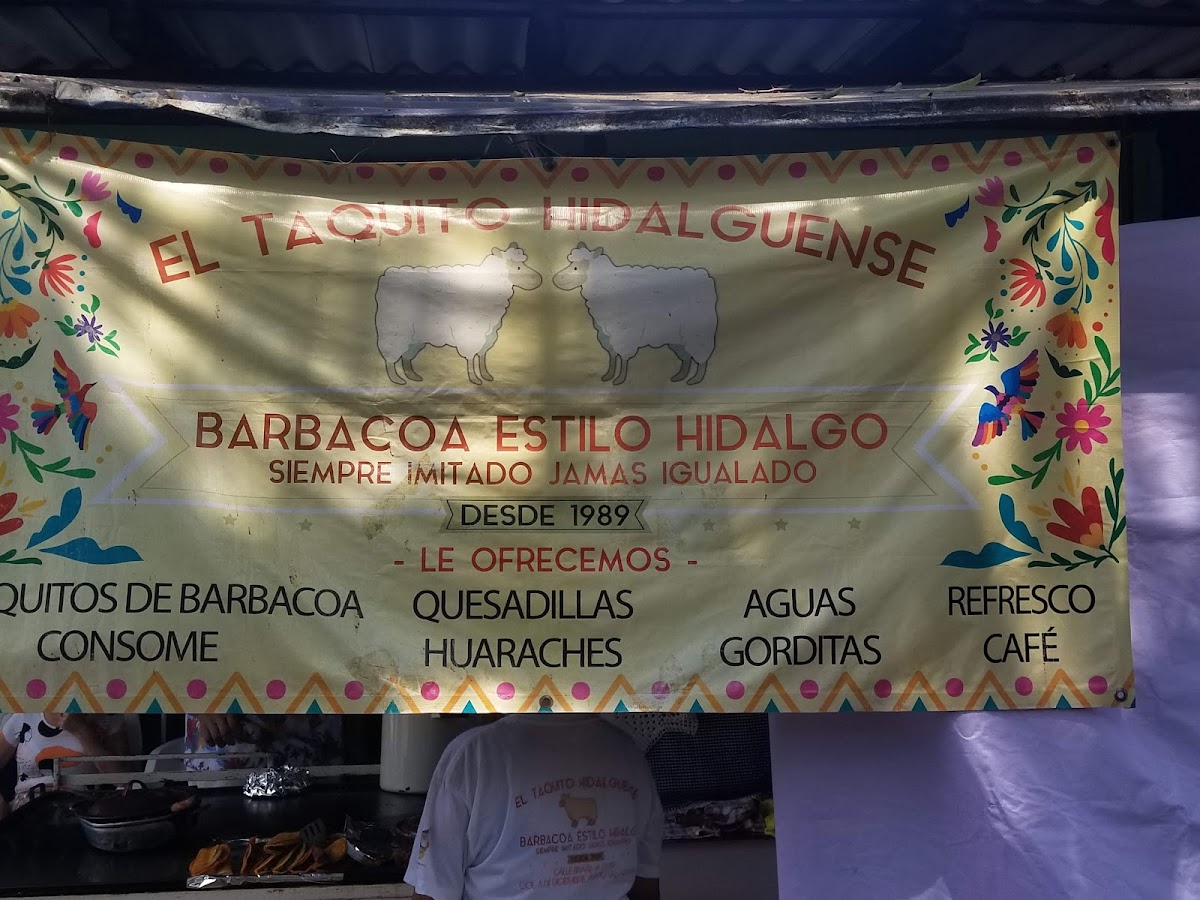 EL TAQUITO HIDALGUENSE
BARBACOA ESTILO HIDALGO
SIEMPRE IMITADO JAMAS IGUALADO
DESDE 1989
- LE OFRECEMOS -
QUITOS DE BARBACOA
CONSOME
QUESADILLAS
HUARACHES
AGUAS
GORDITAS
REFRESCO
CAFÉ
EL TAQUITO HIDALGUENSE
BARBACOA ESTILO HIDALGO